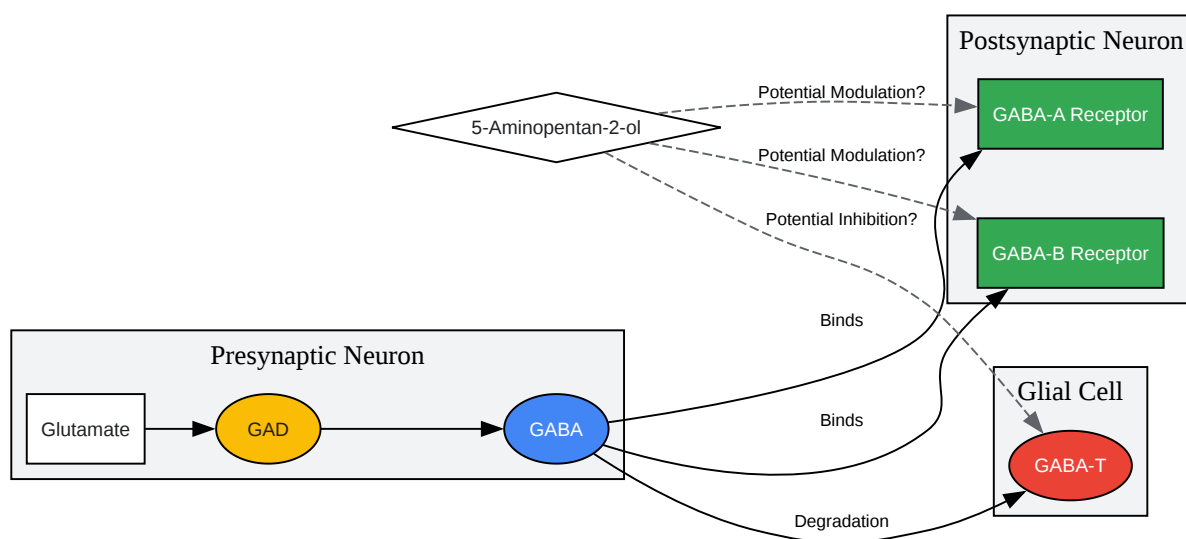 Postsynaptic Neuron
Potential Modulation?
GABA-A Receptor
5-Aminopentan-2-ol
Potential Modulation?
Potential Inhibition?
GABA-B Receptor
Binds
Presynaptic Neuron
Glial Cell
Glutamate
GAD
GABA
Binds
GABA-T
Degradation